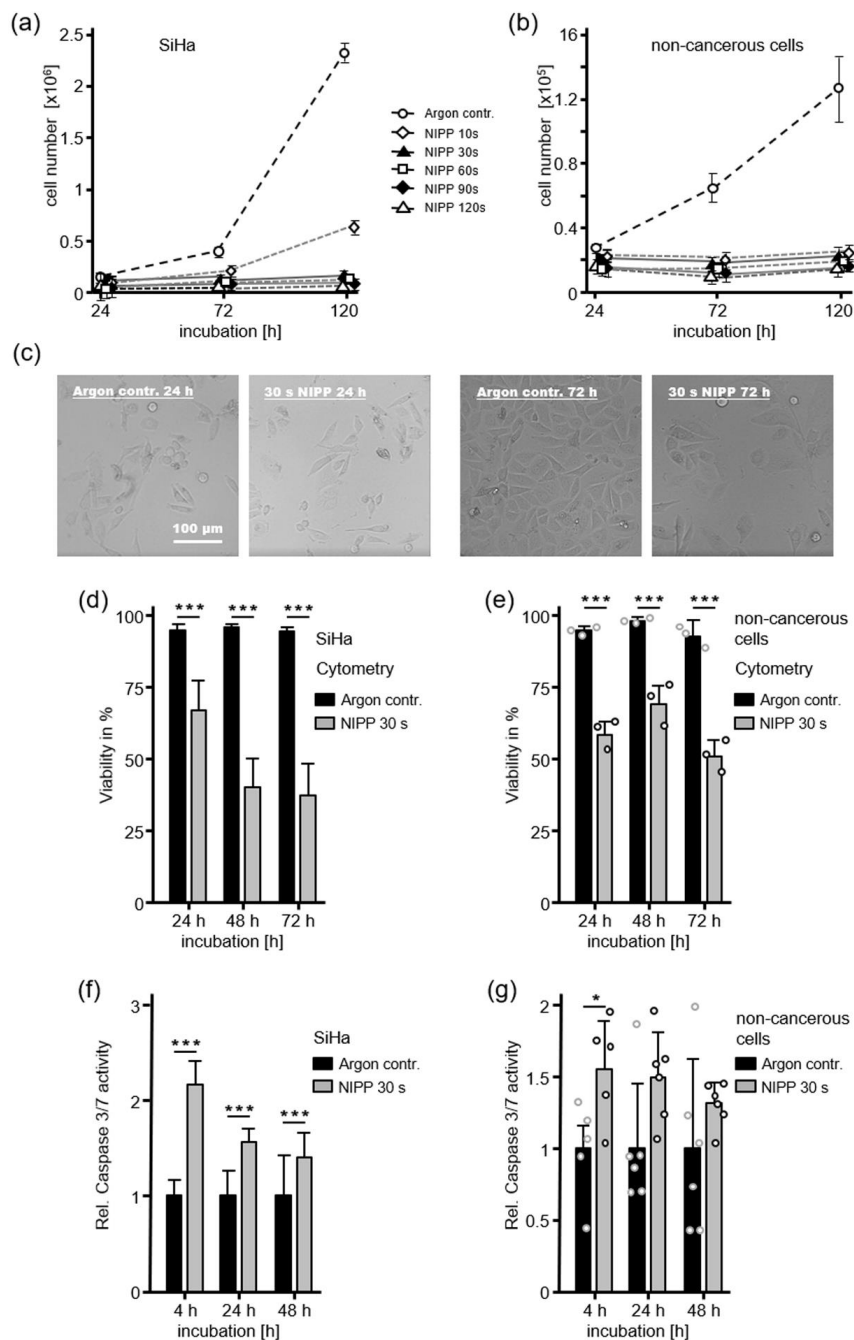 (a)
SiHa
cell number [x10⁶]
2.5
2
1.5
1
0.5
0
24
72
120
incubation [h]
Argon contr.
NIPP 10s
NIPP 30s
NIPP 60s
NIPP 90s
NIPP 120s
(b)
non-cancerous cells
cell number [x10⁵]
16
1.2
8
0.4
0
24
72
120
incubation [h]
(c)
Argon contr. 24 h
100 µm
30 s NIPP 24 h
Argon contr. 72 h
30 s NIPP 72 h
(d)
Viability in %
100
75
50
25
0
*** *** ***
SiHa
Cytometry
Argon contr.
NIPP 30 s
24 h 48 h 72 h
incubation [h]
(e)
Viability in %
100
75
50
25
0
*** *** ***
non-cancerous
cells
Cytometry
Argon contr.
NIPP 30 s
24 h 48 h 72 h
incubation [h]
(f)
Rel. Caspase 3/7 activity
3
2
1
0
***
***
***
SiHa
Argon contr.
NIPP 30 s
4 h 24 h 48 h
incubation [h]
(g)
Rel. Caspase 3/7 activity
2
1.5
1
0.5
0
*
non-cancerous
cells
Argon contr.
NIPP 30 s
4 h 24 h 48 h
incubation [h]